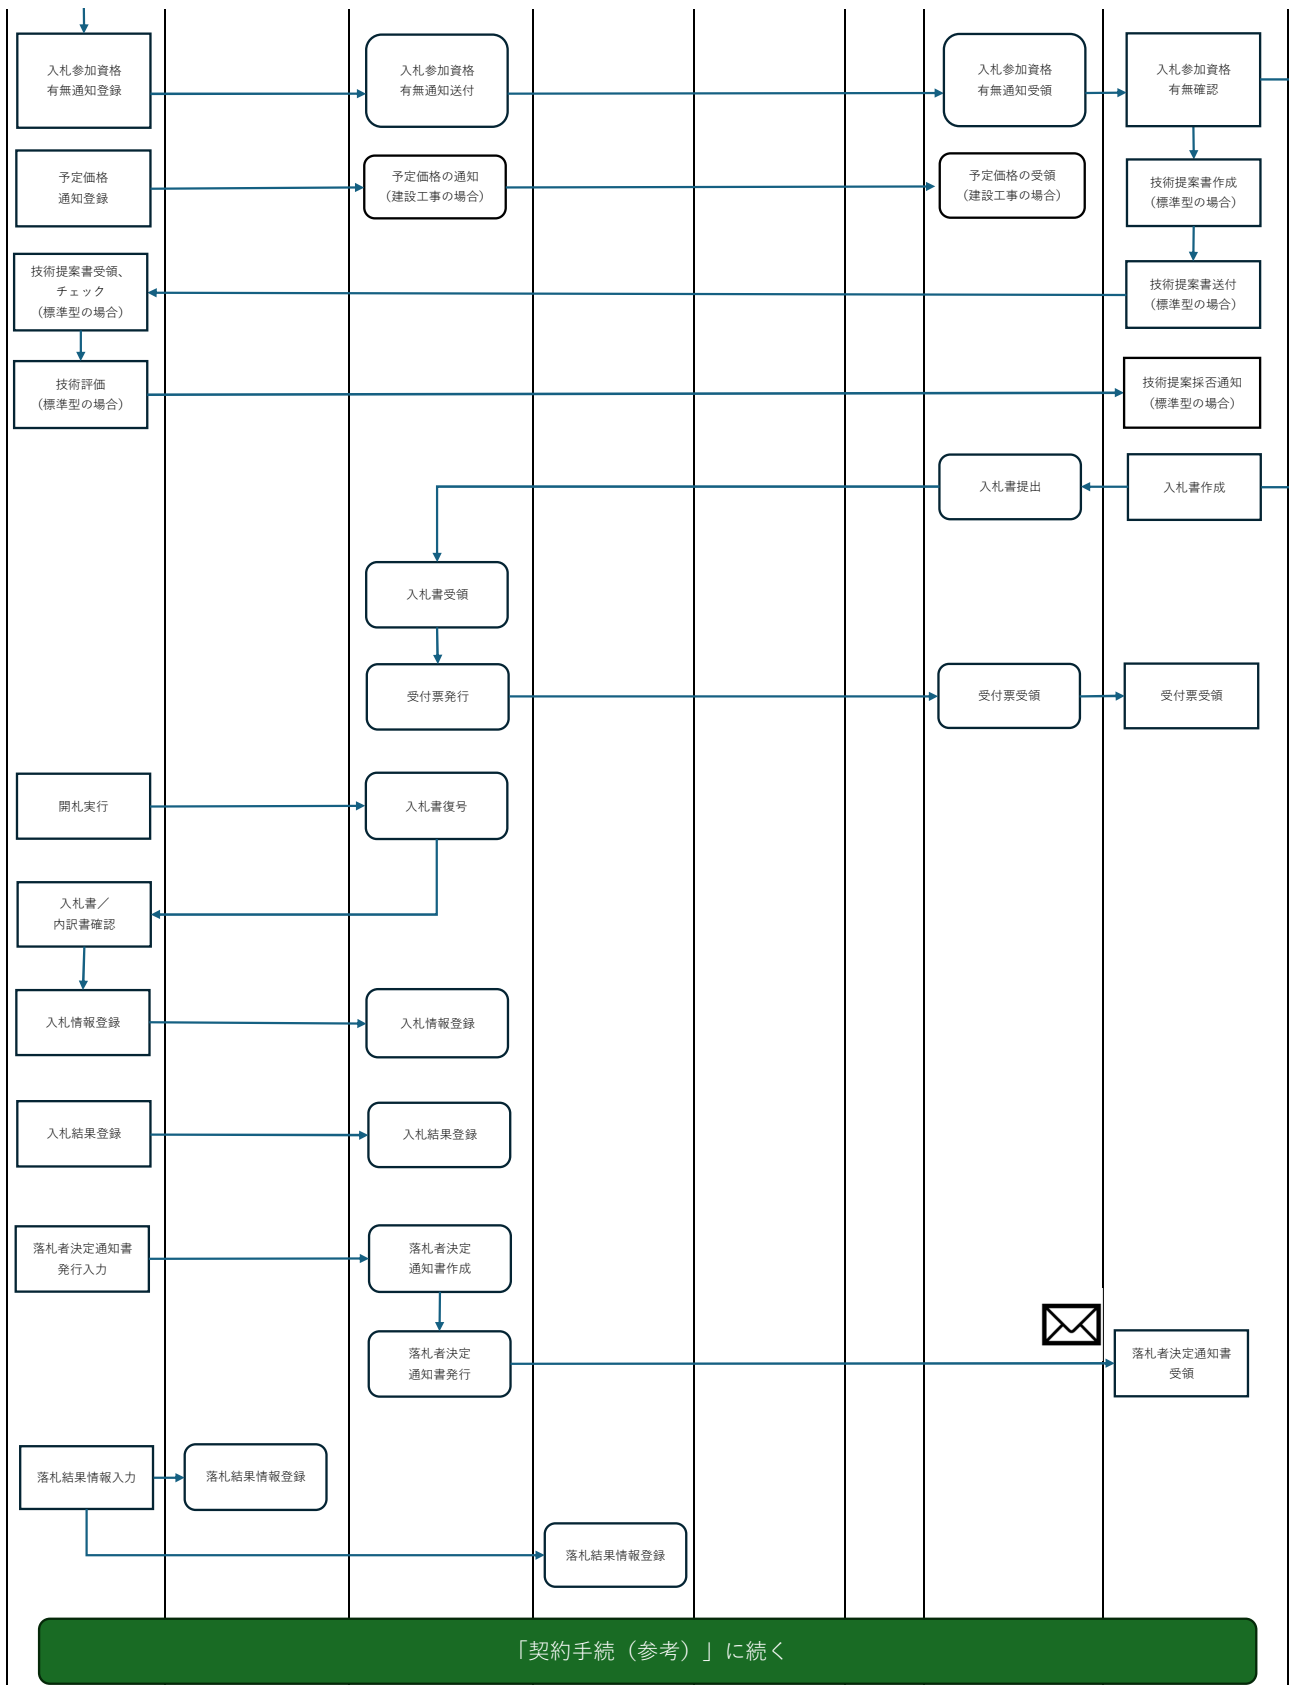 入札参加資格
有無通知登録
入札参加資格
有無通知送付
入札参加資格
有無通知受領
入札参加資格
有無確認
予定価格
通知登録
予定価格の通知
（建設工事の場合）
予定価格の受領
（建設工事の場合）
技術提案書作成
（標準型の場合）
技術提案書受領、
チェック
（標準型の場合）
技術提案書送付
（標準型の場合）
技術評価
（標準型の場合）
技術提案採否通知
（標準型の場合）
入札書提出
入札書作成
入札書受領
受付票発行
受付票受領
受付票受領
開札実行
入札書復号
入札書／
内訳書確認
入札情報登録
入札情報登録
入札結果登録
入札結果登録
落札者決定通知書
発行入力
落札者決定
通知書作成
落札者決定
通知書発行
落札者決定通知書
受領
落札結果情報入力
落札結果情報登録
落札結果情報登録
「契約手続（参考）」に続く